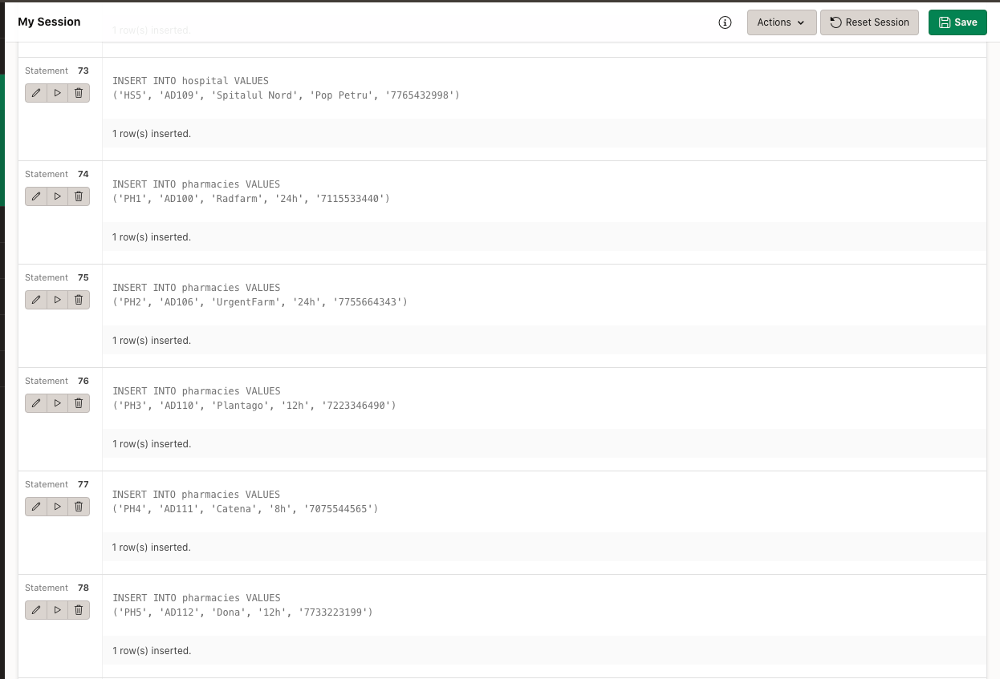 My Session
1 row(s) inserted.
Actions
Reset Session
Save
Statement 73
INSERT INTO hospital VALUES
('HS5', 'AD109', 'Spitalul Nord', 'Pop Petru', '7765432998')
1 row(s) inserted.
Statement 74
INSERT INTO pharmacies VALUES
('PH1', 'AD100', 'Radfarm', '24h', '7115533440')
1 row(s) inserted.
Statement 75
INSERT INTO pharmacies VALUES
('PH2', 'AD106', 'UrgentFarm', '24h', '7755664343')
1 row(s) inserted.
Statement 76
INSERT INTO pharmacies VALUES
('PH3', 'AD110', 'Plantago', '12h', '7223346490')
1 row(s) inserted.
Statement 77
INSERT INTO pharmacies VALUES
('PH4', 'AD111', 'Catena', '8h', '7075544565')
1 row(s) inserted.
Statement 78
INSERT INTO pharmacies VALUES
('PH5', 'AD112', 'Dona', '12h', '7733223199')
1 row(s) inserted.